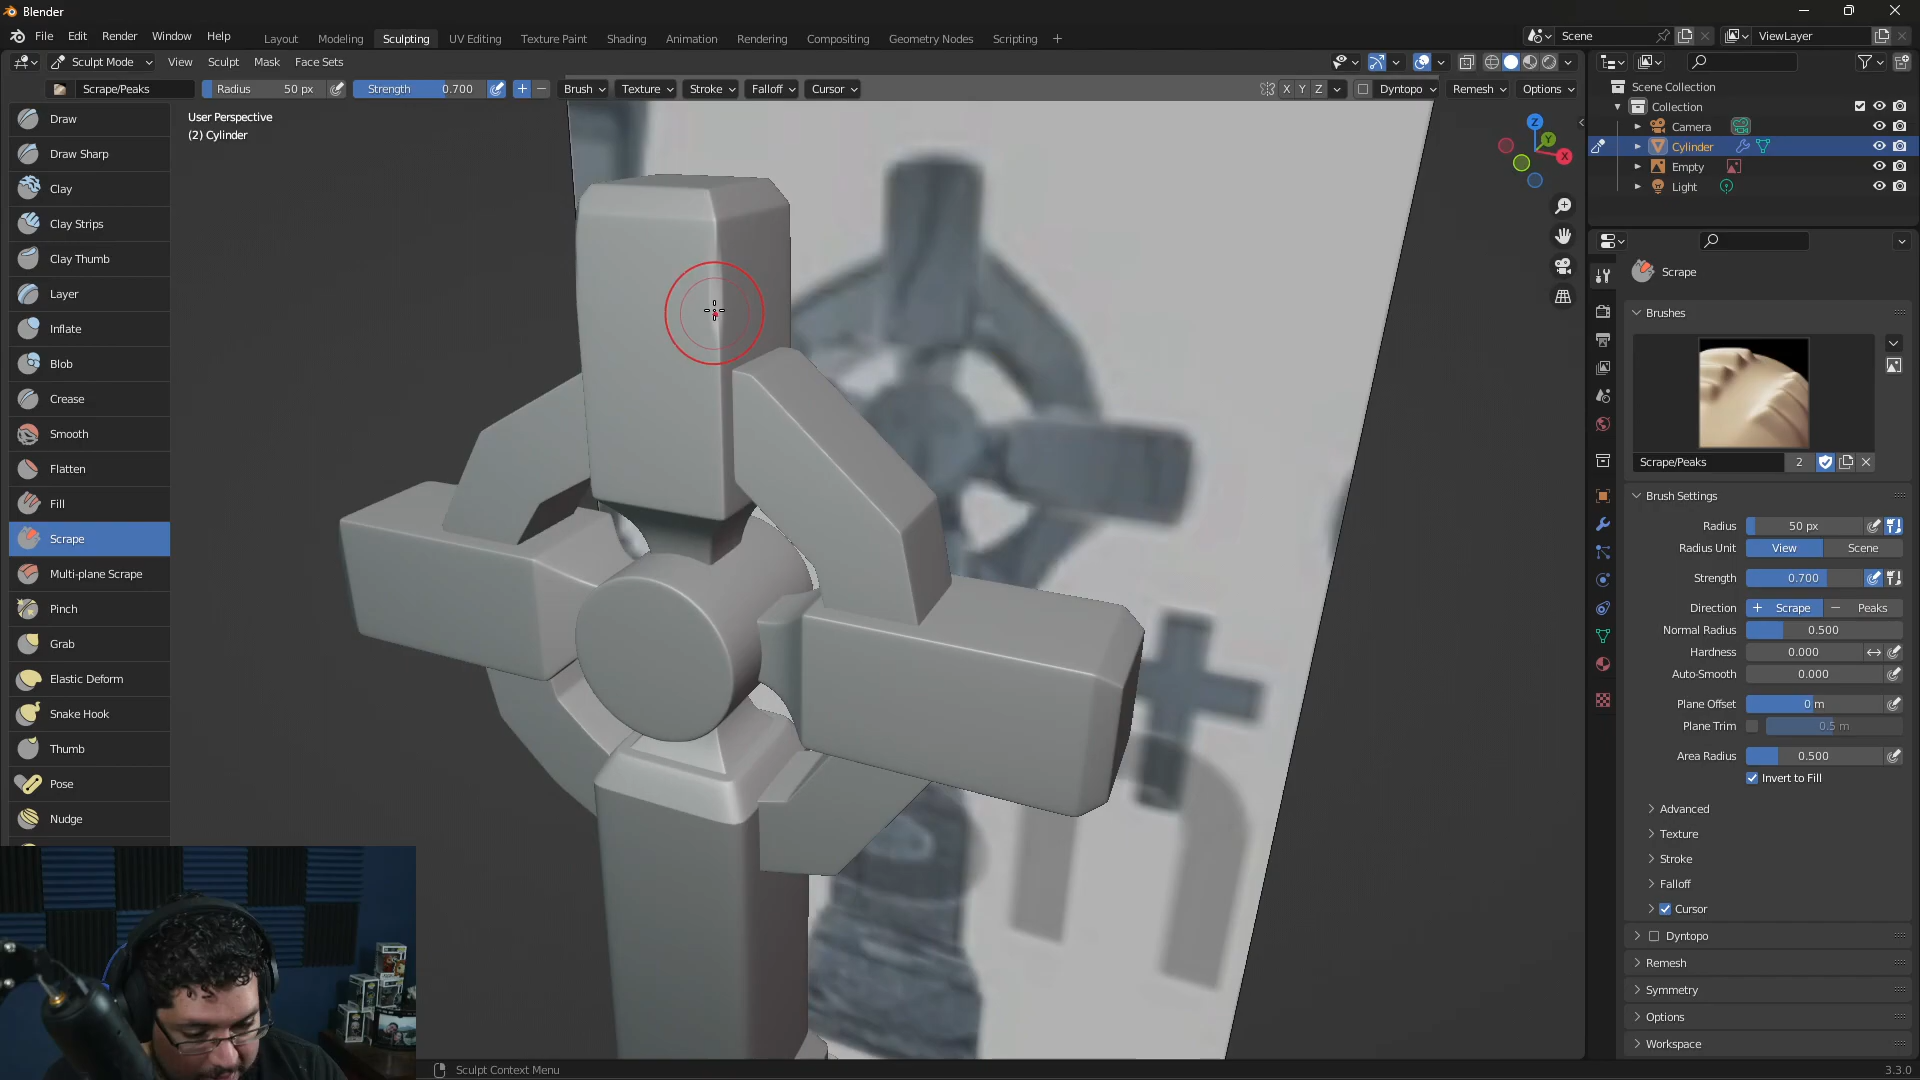 Blender
File Edit Render Window Help
Layout Modeling Sculpting UV Editing Texture Paint Shading Animation Rendering Compositing Geometry Nodes Scripting +
Scene
ViewLayer
Sculpt Mode View Sculpt Mask Face Sets
Scrape/Peaks Radius 50 px Strength 0.700 + − Brush Texture Stroke Falloff Cursor X Y Z Dyntopo Remesh Options
User Perspective
(2) Cylinder
Z
Y
X
Draw
Draw Sharp
Clay
Clay Strips
Clay Thumb
Layer
Inflate
Blob
Crease
Smooth
Flatten
Fill
Scrape
Multi-plane Scrape
Pinch
Grab
Elastic Deform
Snake Hook
Thumb
Pose
Nudge
Scene Collection
Collection
Camera
Cylinder
Empty
Light
Scrape
Brushes
Scrape/Peaks 2
Brush Settings
Radius 50 px
Radius Unit View Scene
Strength 0.700
Direction + Scrape − Peaks
Normal Radius 0.500
Hardness 0.000
Auto-Smooth 0.000
Plane Offset 0 m
Plane Trim 0.5 m
Area Radius 0.500
Invert to Fill
Advanced
Texture
Stroke
Falloff
Cursor
Dyntopo
Remesh
Symmetry
Options
Workspace
Sculpt Context Menu
3.3.0